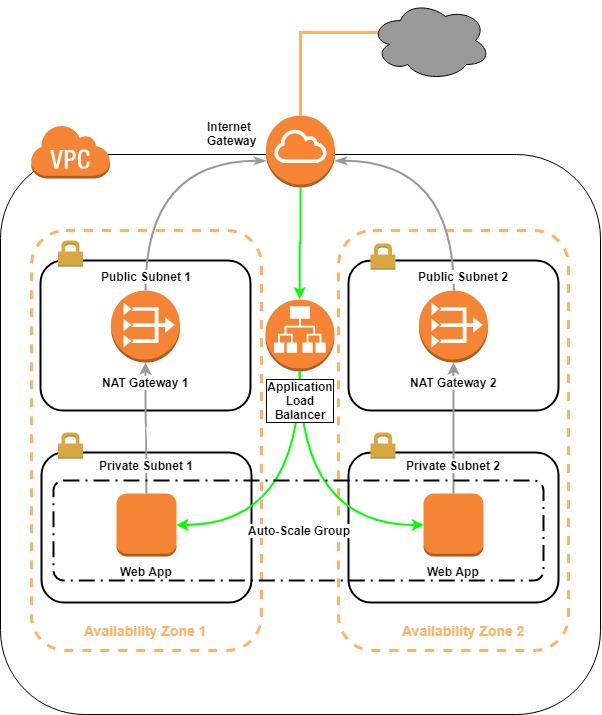 Internet
Gateway
VPC
Public Subnet 1
Public Subnet 2
NAT Gateway 1
Application
Load
Balancer
NAT Gateway 2
Private Subnet 1
Private Subnet 2
Auto-Scale Group
Web App
Web App
Availability Zone 1
Availability Zone 2